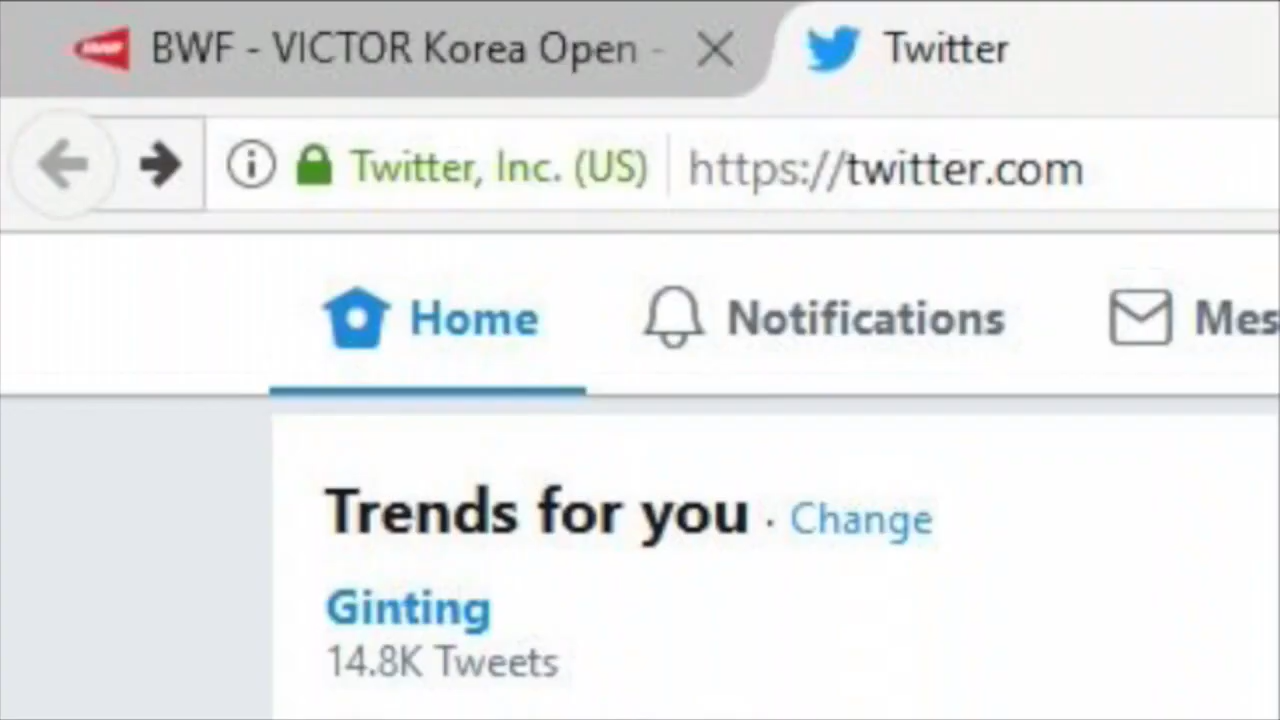 BWF - VICTOR Korea Open -
Twitter
Twitter, Inc. (US)
https://twitter.com
Home
Notifications
Mes
Trends for you · Change
Ginting
14.8K Tweets